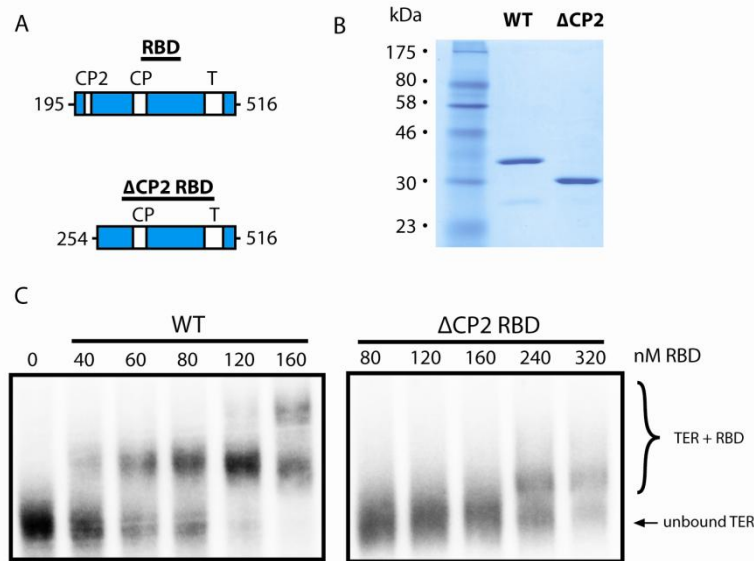 A
RBD
CP2 CP T
195 516
ΔCP2 RBD
CP T
254 516
B
kDa WT ΔCP2
175 •
80 •
58 •
46 •
30 •
23 •
C
WT ΔCP2 RBD
0 40 60 80 120 160 80 120 160 240 320 nM RBD
TER + RBD
unbound TER